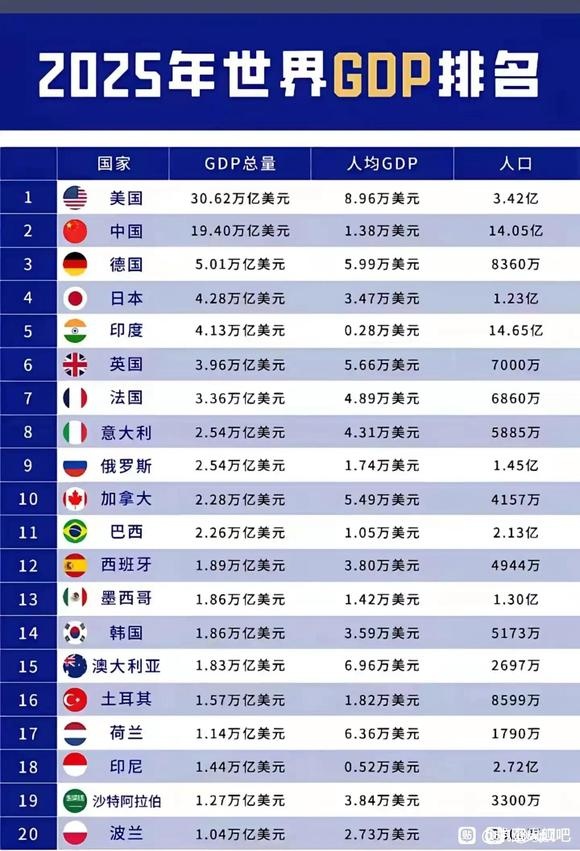 2025年世界GDP排名
国家 GDP总量 人均GDP 人口
1 美国 30.62万亿美元 8.96万美元 3.42亿
2 中国 19.40万亿美元 1.38万美元 14.05亿
3 德国 5.01万亿美元 5.99万美元 8360万
4 日本 4.28万亿美元 3.47万美元 1.23亿
5 印度 4.13万亿美元 0.28万美元 14.65亿
6 英国 3.96万亿美元 5.66万美元 7000万
7 法国 3.36万亿美元 4.89万美元 6860万
8 意大利 2.54万亿美元 4.31万美元 5885万
9 俄罗斯 2.54万亿美元 1.74万美元 1.45亿
10 加拿大 2.28万亿美元 5.49万美元 4157万
11 巴西 2.26万亿美元 1.05万美元 2.13亿
12 西班牙 1.89万亿美元 3.80万美元 4944万
13 墨西哥 1.86万亿美元 1.42万美元 1.30亿
14 韩国 1.86万亿美元 3.59万美元 5173万
15 澳大利亚 1.83万亿美元 6.96万美元 2697万
16 土耳其 1.57万亿美元 1.82万美元 8599万
17 荷兰 1.14万亿美元 6.36万美元 1790万
18 印尼 1.44万亿美元 0.52万美元 2.72亿
19 沙特阿拉伯 1.27万亿美元 3.84万美元 3300万
20 波兰 1.04万亿美元 2.73万美元
贴 吧